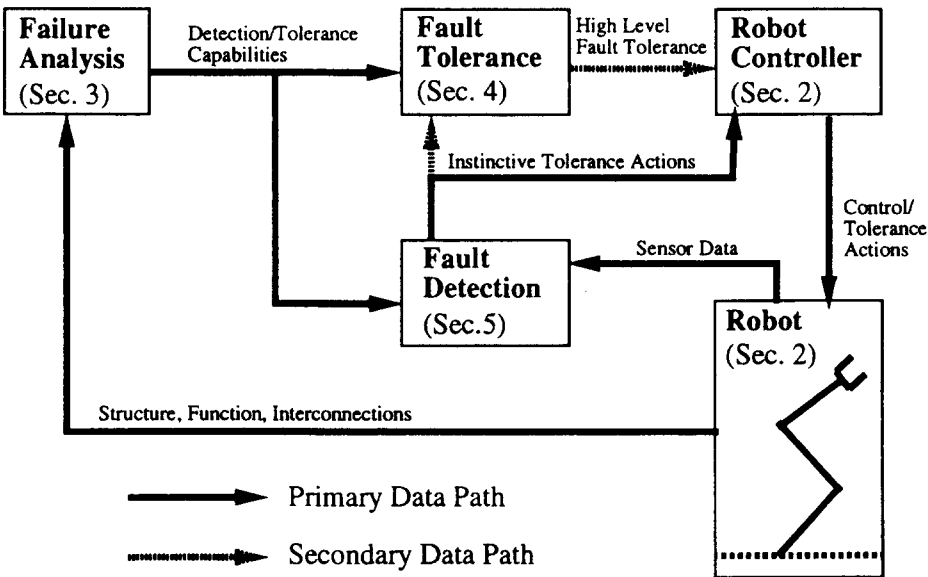 Failure
Analysis
(Sec. 3)
Detection/Tolerance
Capabilities
Fault
Tolerance
(Sec. 4)
High Level
Fault Tolerance
Robot
Controller
(Sec. 2)
Instinctive Tolerance Actions
Control/
Tolerance
Actions
Fault
Detection
(Sec.5)
Sensor Data
Robot
(Sec. 2)
Structure, Function, Interconnections
Primary Data Path
Secondary Data Path